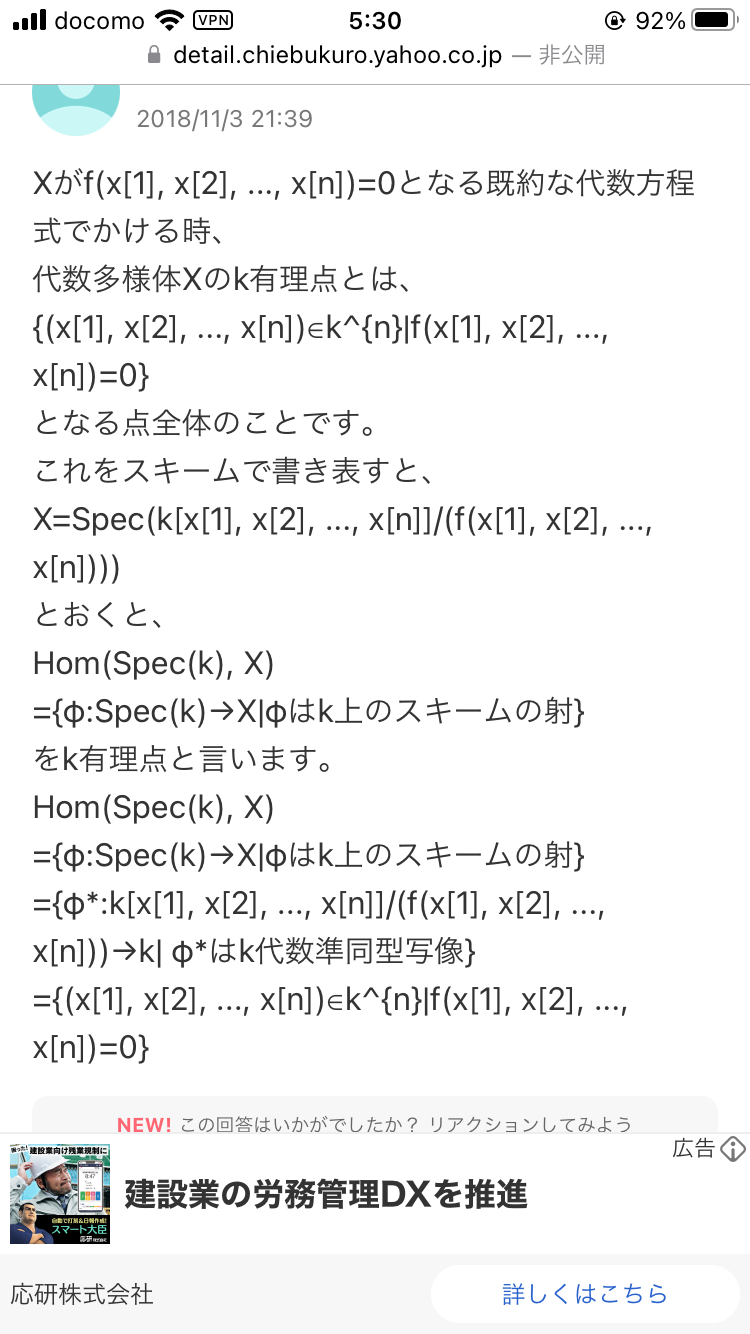 docomo VPN 5:30 92%
detail.chiebukuro.yahoo.co.jp — 非公開
2018/11/3 21:39
Xがf(x[1], x[2], ..., x[n])=0となる既約な代数方程
式でかける時、
代数多様体Xのk有理点とは、
{(x[1], x[2], ..., x[n])∈k^{n}|f(x[1], x[2], ...,
x[n])=0}
となる点全体のことです。
これをスキームで書き表すと、
X=Spec(k[x[1], x[2], ..., x[n]]/(f(x[1], x[2], ...,
x[n])))
とおくと、
Hom(Spec(k), X)
={φ:Spec(k)→X|φはk上のスキームの射}
をk有理点と言います。
Hom(Spec(k), X)
={φ:Spec(k)→X|φはk上のスキームの射}
={φ*:k[x[1], x[2], ..., x[n]]/(f(x[1], x[2], ...,
x[n]))→k| φ*はk代数準同型写像}
={(x[1], x[2], ..., x[n])∈k^{n}|f(x[1], x[2], ...,
x[n])=0}
NEW! この回答はいかがでしたか？ リアクションしてみよう
広告
建設業向け残業規制に
8:47
自動で打刻&日報作成!
スマート大臣
応研株式会社
建設業の労務管理DXを推進
応研株式会社
詳しくはこちら